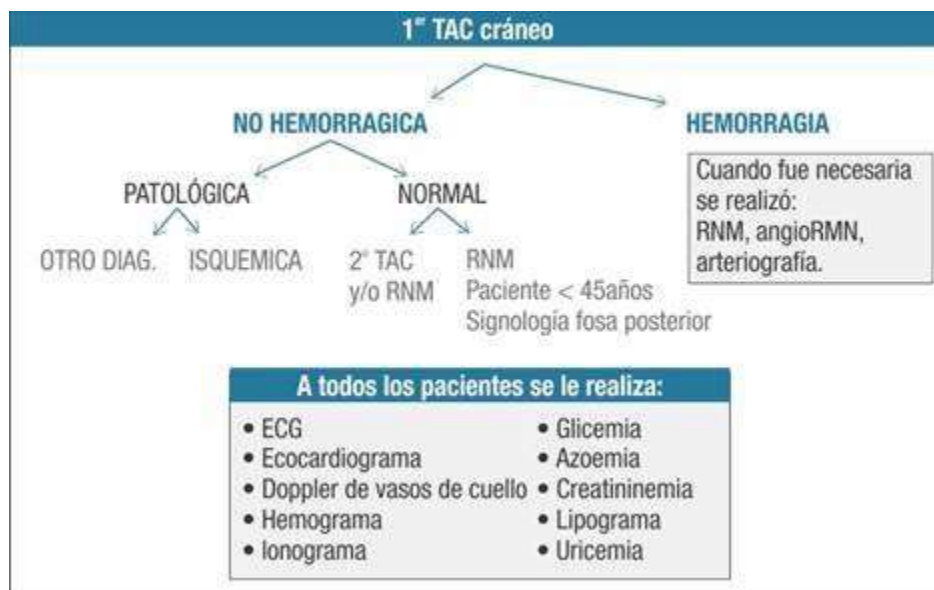 1er TAC cráneo
NO HEMORRAGICA
HEMORRAGIA
PATOLÓGICA
NORMAL
OTRO DIAG.
ISQUEMICA
2º TAC
y/o RNM
RNM
Paciente < 45años
Signología fosa posterior
Cuando fue necesaria
se realizó:
RNM, angioRMN,
arteriografía.
A todos los pacientes se le realiza:
• ECG
• Ecocardiograma
• Doppler de vasos de cuello
• Hemograma
• Ionograma
• Glicemia
• Azoemia
• Creatininemia
• Lipograma
• Uricemia